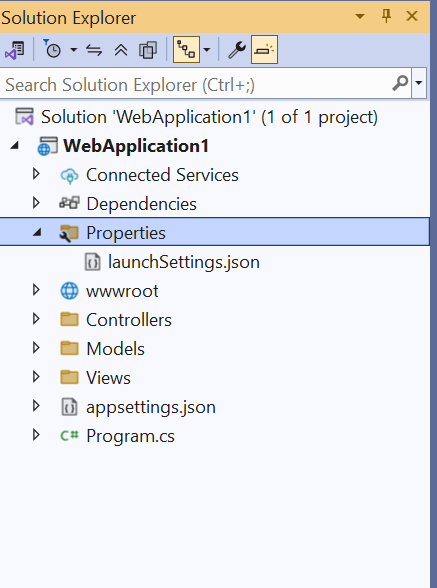 Solution Explorer
Search Solution Explorer (Ctrl+;)
Solution 'WebApplication1' (1 of 1 project)
WebApplication1
Connected Services
Dependencies
Properties
launchSettings.json
wwwroot
Controllers
Models
Views
appsettings.json
C# Program.cs